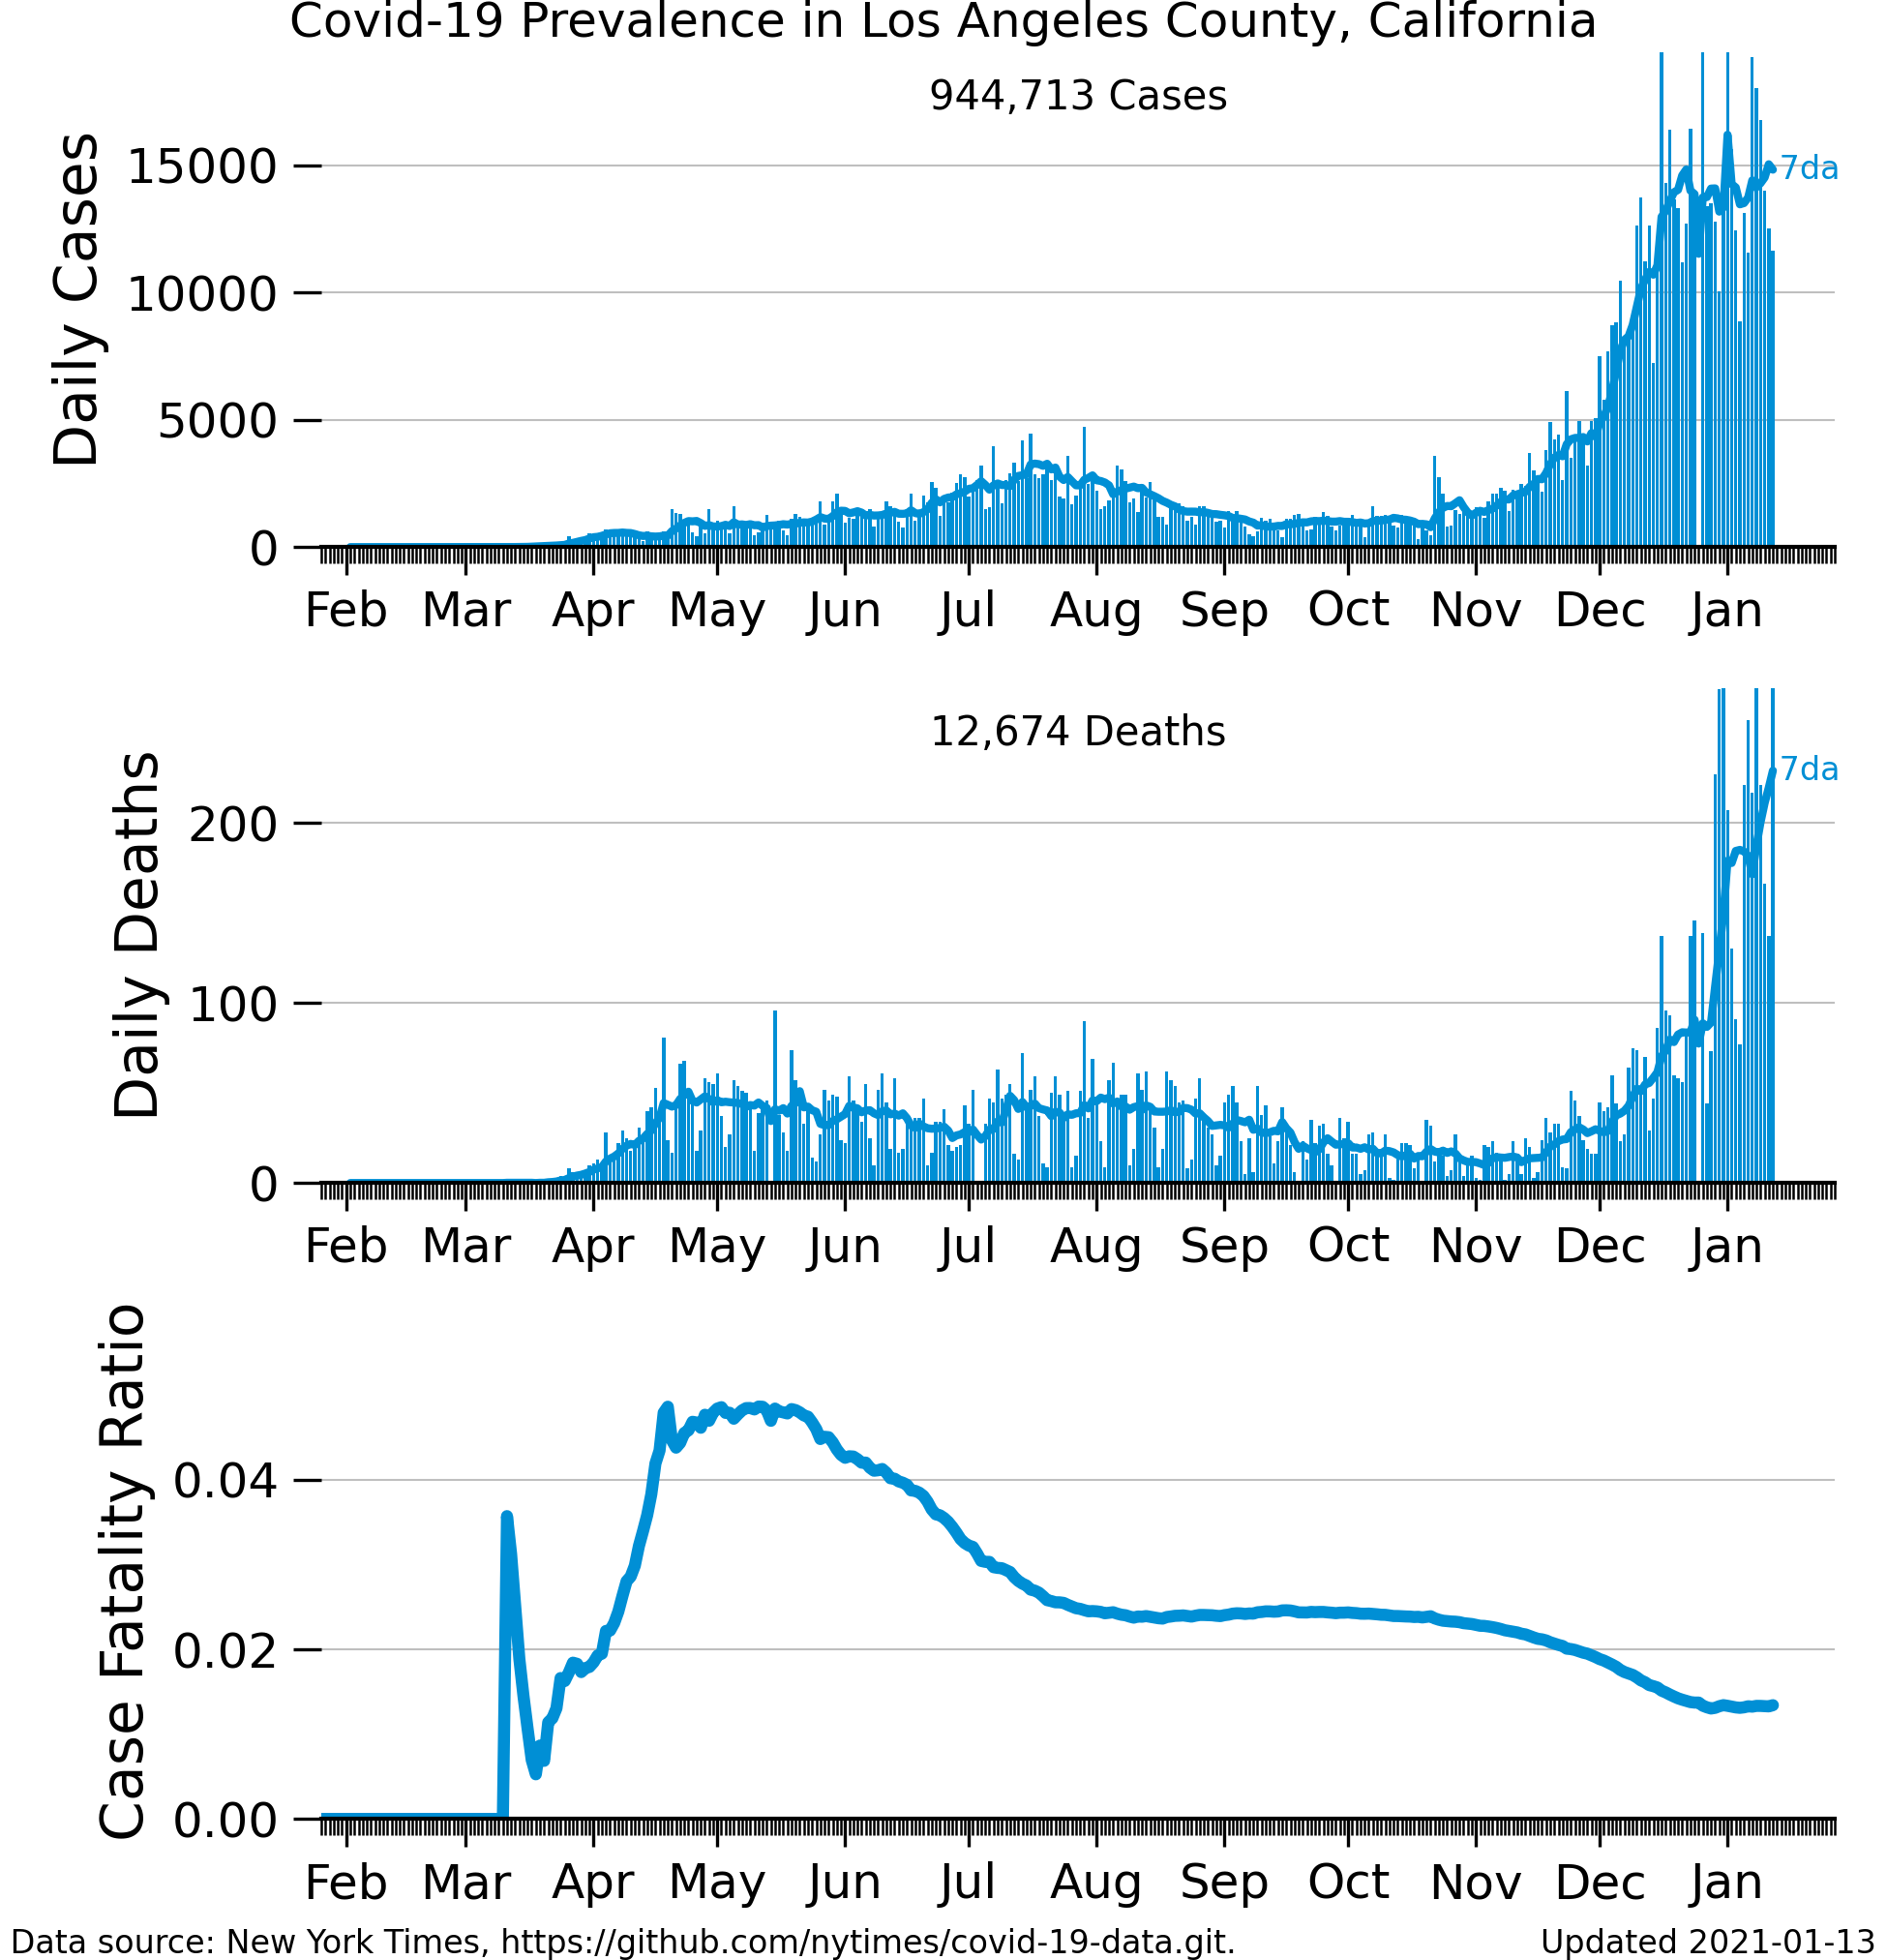 Covid-19 Prevalence in Los Angeles County, California
944,713 Cases
Daily Cases
15000
10000
5000
0
7da
Feb Mar Apr May Jun Jul Aug Sep Oct Nov Dec Jan
12,674 Deaths
Daily Deaths
200
100
0
7da
Feb Mar Apr May Jun Jul Aug Sep Oct Nov Dec Jan
Case Fatality Ratio
0.04
0.02
0.00
Feb Mar Apr May Jun Jul Aug Sep Oct Nov Dec Jan
Data source: New York Times, https://github.com/nytimes/covid-19-data.git.
Updated 2021-01-13